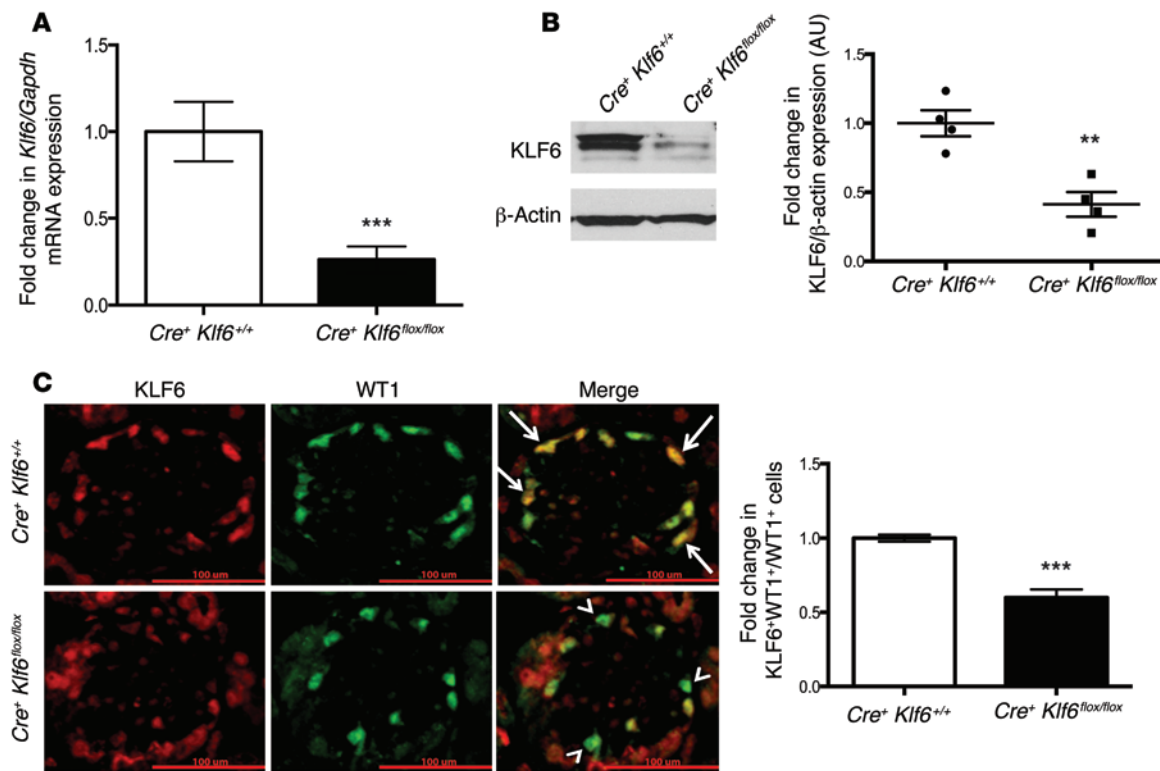 A
Fold change in Klf6/Gapdh
mRNA expression
1.5
1.0
0.5
0.0
***
Cre+ Klf6+/+
Cre+ Klf6flox/flox
B
Cre+ Klf6+/+
Cre+ Klf6flox/flox
KLF6
β-Actin
Fold change in
KLF6/β-actin expression (AU)
1.5
1.0
0.5
0.0
**
Cre+ Klf6+/+
Cre+ Klf6flox/flox
C
KLF6
WT1
Merge
Cre+ Klf6+/+
100 um
100 um
100 um
Cre+ Klf6flox/flox
100 um
100 um
100 um
Fold change in
KLF6+WT1+/WT1+ cells
1.5
1.0
0.5
0.0
***
Cre+ Klf6+/+
Cre+ Klf6flox/flox